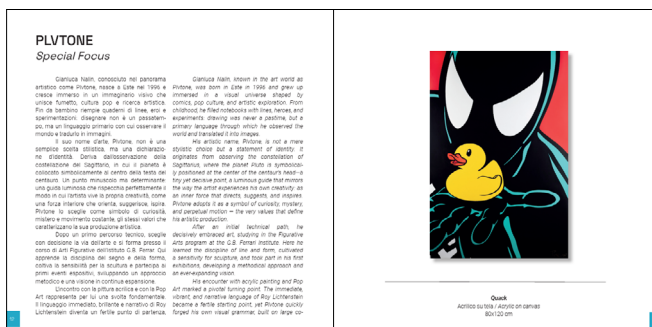 PLVTONE
Special Focus
Gianluca Nalin, conosciuto nel panorama
artistico come Plvtone, nasce a Este nel 1996 e
cresce immerso in un immaginario visivo che
unisce fumetto, cultura pop e ricerca artistica.
Fin da bambino riempie quaderni di linee, eroi e
sperimentazioni: disegnare non è un passatem-
po, ma un linguaggio primario con cui osservare il
mondo e tradurlo in immagini.
Il suo nome d'arte, Plvtone, non è una
semplice scelta stilistica, ma una dichiarazio-
ne d'identità. Deriva dall'osservazione della
costellazione del Sagittario, in cui il pianeta è
collocato simbolicamente al centro della testa del
centauro. Un punto minuscolo ma determinante:
una guida luminosa che rispecchia perfettamente il
modo in cui l'artista vive la propria creatività, come
una forza interiore che orienta, suggerisce, ispira.
Plvtone lo sceglie come simbolo di curiosità,
mistero e movimento costante, gli stessi valori che
caratterizzano la sua produzione artistica.
Dopo un primo percorso tecnico, sceglie
con decisione la via dell'arte e si forma presso il
corso di Arti Figurative dell'Istituto G.B. Ferrari. Qui
apprende la disciplina del segno e della forma,
coltiva la sensibilità per la scultura e partecipa ai
primi eventi espositivi, sviluppando un approccio
metodico e una visione in continua espansione.
L'incontro con la pittura acrilica e con la Pop
Art rappresenta per lui una svolta fondamentale.
Il linguaggio immediato, brillante e narrativo di Roy
Lichtenstein diventa un fertile punto di partenza,
Gianluca Nalin, known in the art world as
Plvtone, was born in Este in 1996 and grew up
immersed in a visual universe shaped by
comics, pop culture, and artistic exploration. From
childhood, he filled notebooks with lines, heroes, and
experiments: drawing was never a pastime, but a
primary language through which he observed the
world and translated it into images.
His artistic name, Plvtone, is not a mere
stylistic choice but a statement of identity. It
originates from observing the constellation of
Sagittarius, where the planet Pluto is symbolical-
ly positioned at the center of the centaur's head—a
tiny yet decisive point, a luminous guide that mirrors
the way the artist experiences his own creativity: as
an inner force that directs, suggests, and inspires.
Plvtone adopts it as a symbol of curiosity, mystery,
and perpetual motion — the very values that define
his artistic production.
After an initial technical path, he
decisively embraced art, studying in the Figurative
Arts program at the G.B. Ferrari Institute. Here he
learned the discipline of line and form, cultivated
a sensitivity for sculpture, and took part in his first
exhibitions, developing a methodical approach and
an ever-expanding vision.
His encounter with acrylic painting and Pop
Art marked a pivotal turning point. The immediate,
vibrant, and narrative language of Roy Lichtenstein
became a fertile starting point, yet Plvtone quickly
forged his own visual grammar, built on large co-
Quack
Acrilico su tela / Acrylic on canvas
80x120 cm